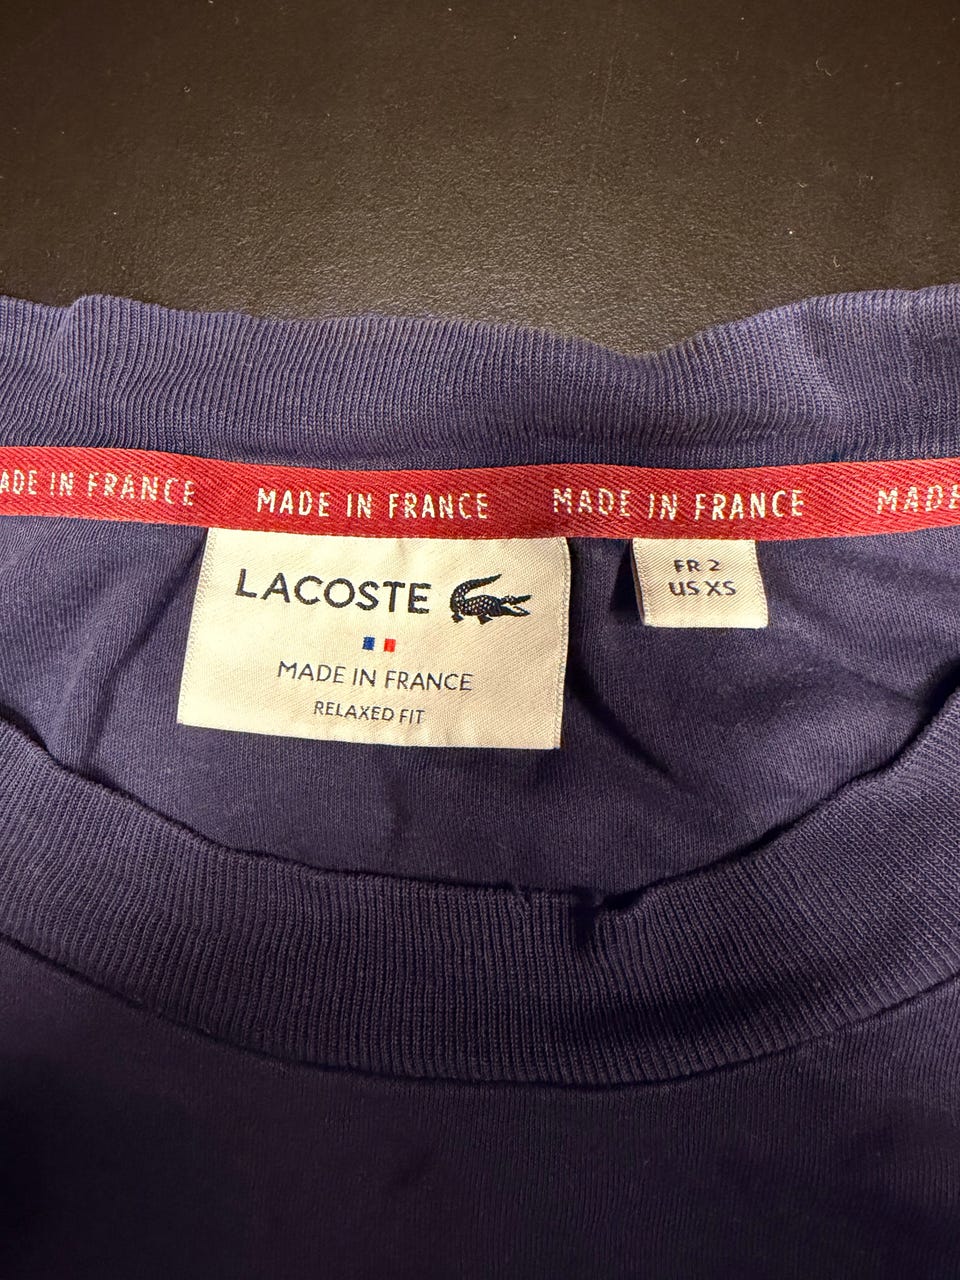 ADE IN FRANCE MADE IN FRANCE MADE IN FRANCE MADE
LACOSTE
MADE IN FRANCE
RELAXED FIT
FR 2
US XS